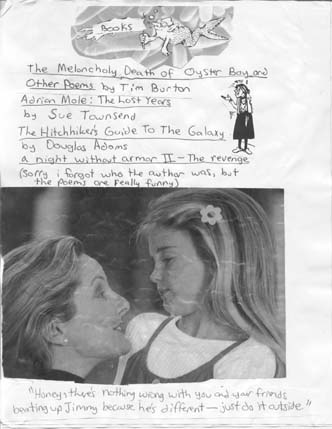 BOOKS
The Melancholy Death of Oyster Boy and
Other Poems by Tim Burton
Adrian Mole: The Lost Years
by Sue Townsend
The Hitchhiker's Guide To The Galaxy
by Douglas Adams
a night without armor II - The revenge
(Sorry i forgot who the author was, but
the poems are really funny)
"Honey, there's nothing wrong with you and your friends
beating up Jimmy because he's different — just do it outside"